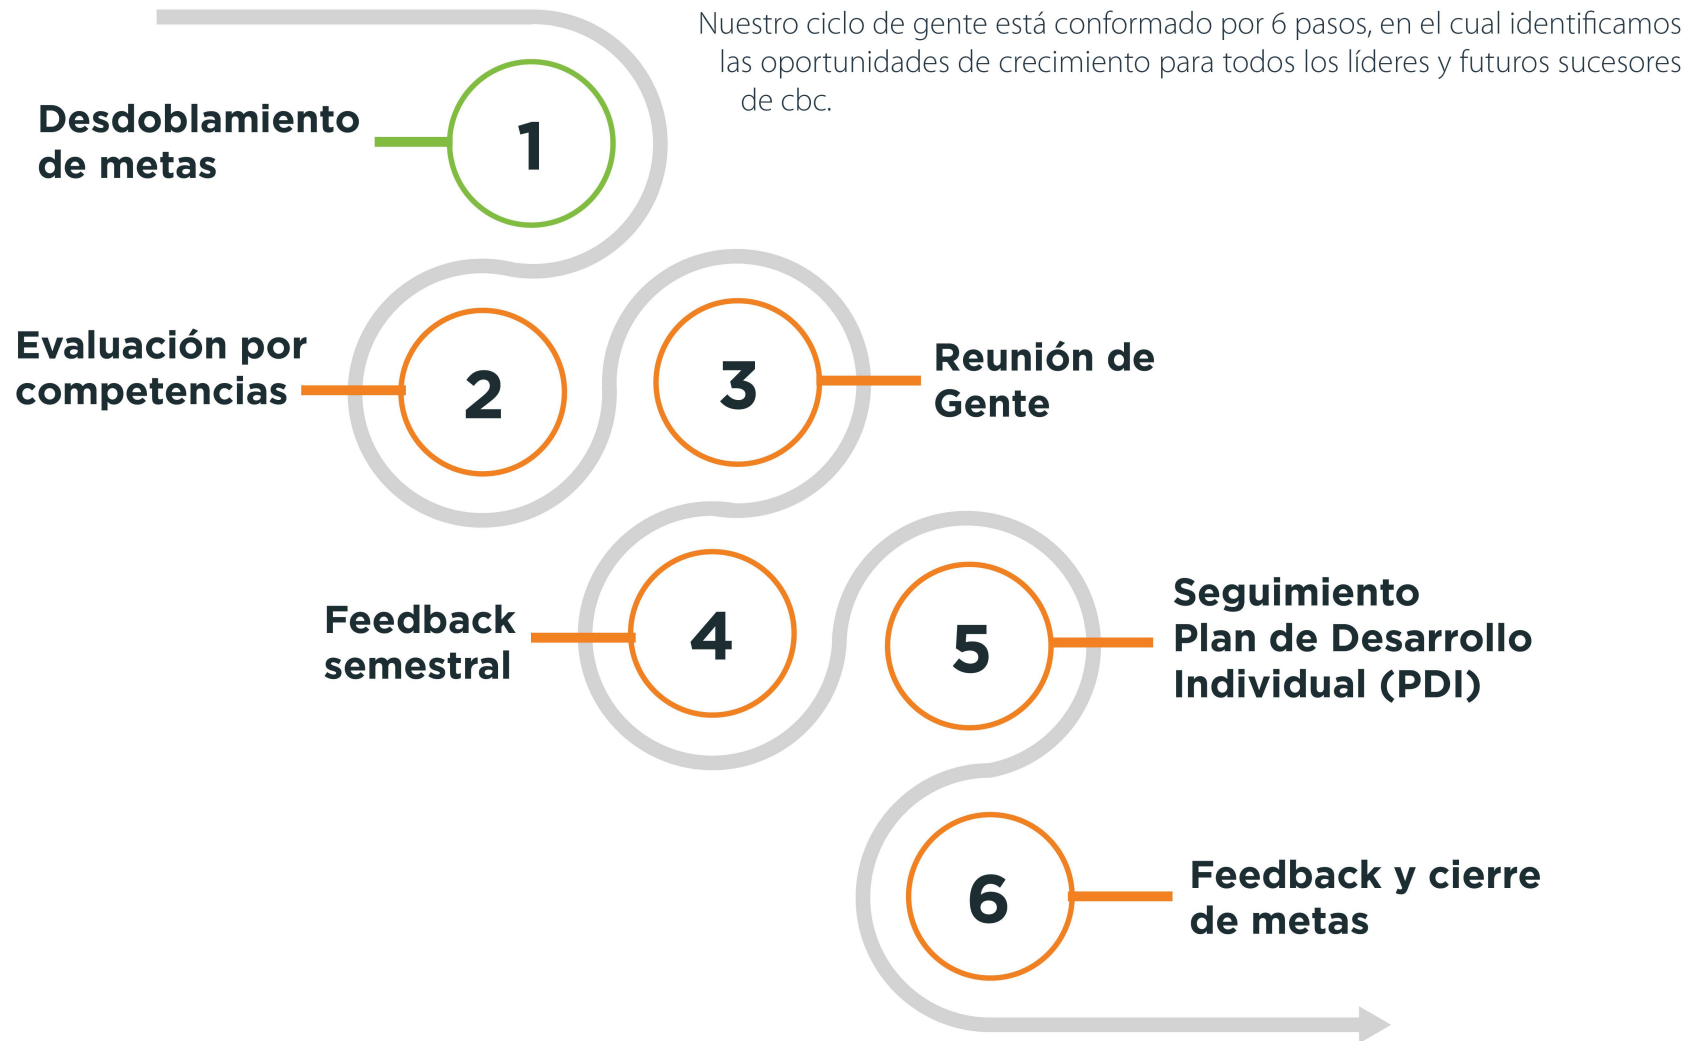 Nuestro ciclo de gente está conformado por 6 pasos, en el cual identificamos
las oportunidades de crecimiento para todos los líderes y futuros sucesores
de cbc.
Desdoblamiento
de metas
1
Evaluación por
competencias
2
3
Reunión de
Gente
Feedback
semestral
4
5
Seguimiento
Plan de Desarrollo
Individual (PDI)
6
Feedback y cierre
de metas